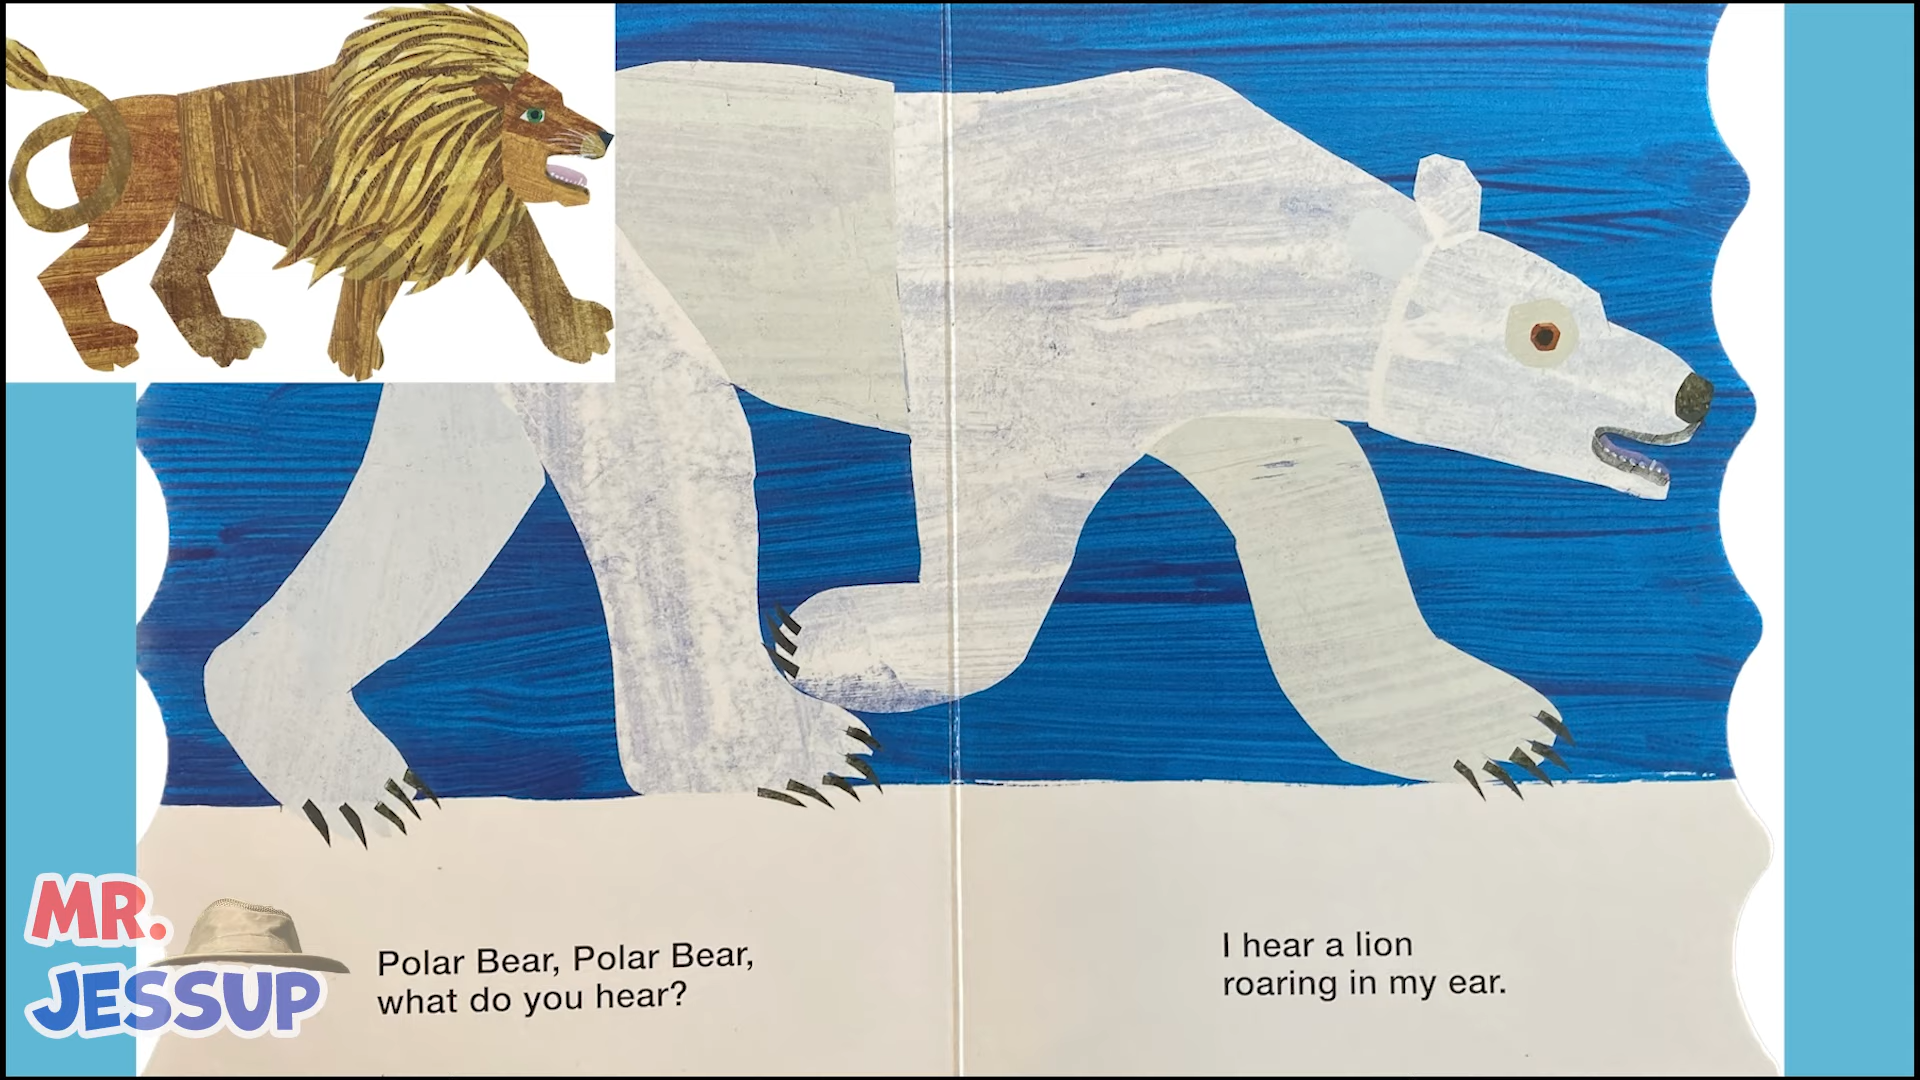 Polar Bear, Polar Bear,
what do you hear?
I hear a lion
roaring in my ear.
MR.
JESSUP